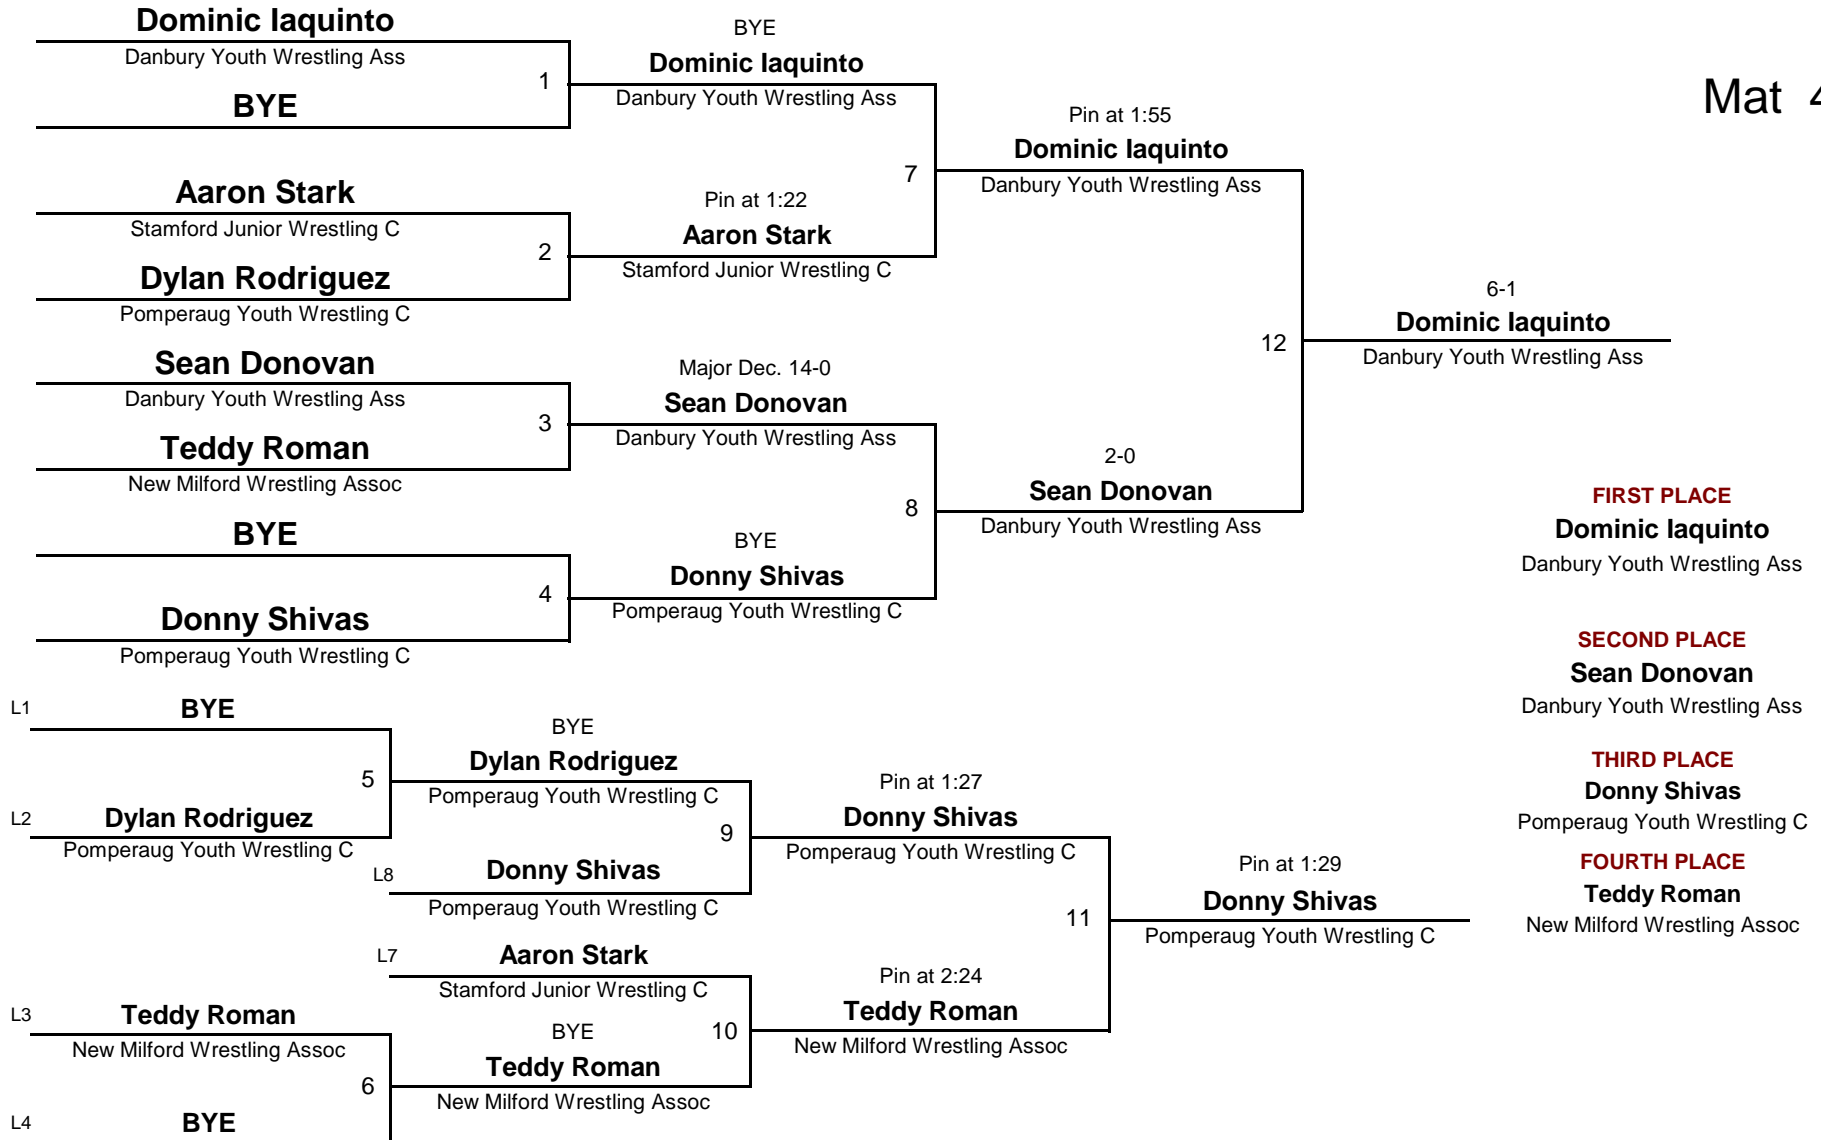 Dominic Iaquinto
Danbury Youth Wrestling Ass
1
BYE
BYE
Dominic Iaquinto
Danbury Youth Wrestling Ass
Mat 4
Aaron Stark
Stamford Junior Wrestling C
2
Dylan Rodriguez
Pomperaug Youth Wrestling C
Pin at 1:22
Aaron Stark
Stamford Junior Wrestling C
7
Pin at 1:55
Dominic Iaquinto
Danbury Youth Wrestling Ass
Sean Donovan
Danbury Youth Wrestling Ass
3
Teddy Roman
New Milford Wrestling Assoc
Major Dec. 14-0
Sean Donovan
Danbury Youth Wrestling Ass
BYE
4
Donny Shivas
Pomperaug Youth Wrestling C
BYE
Donny Shivas
Pomperaug Youth Wrestling C
8
2-0
Sean Donovan
Danbury Youth Wrestling Ass
12
6-1
Dominic Iaquinto
Danbury Youth Wrestling Ass
FIRST PLACE
Dominic Iaquinto
Danbury Youth Wrestling Ass
SECOND PLACE
Sean Donovan
Danbury Youth Wrestling Ass
THIRD PLACE
Donny Shivas
Pomperaug Youth Wrestling C
FOURTH PLACE
Teddy Roman
New Milford Wrestling Assoc
L1
BYE
5
L2
Dylan Rodriguez
Pomperaug Youth Wrestling C
BYE
Dylan Rodriguez
Pomperaug Youth Wrestling C
9
L8
Donny Shivas
Pomperaug Youth Wrestling C
Pin at 1:27
Donny Shivas
Pomperaug Youth Wrestling C
L7
Aaron Stark
Stamford Junior Wrestling C
10
L3
Teddy Roman
New Milford Wrestling Assoc
6
L4
BYE
BYE
Teddy Roman
New Milford Wrestling Assoc
Pin at 2:24
Teddy Roman
New Milford Wrestling Assoc
11
Pin at 1:29
Donny Shivas
Pomperaug Youth Wrestling C